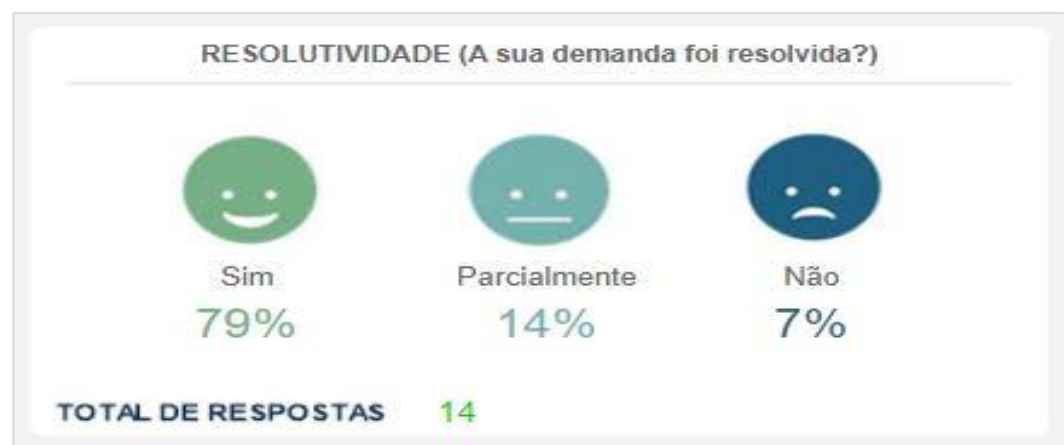 RESOLUTIVIDADE (A sua demanda foi resolvida?)
Sim Parcialmente Não
79% 14% 7%
TOTAL DE RESPOSTAS 14